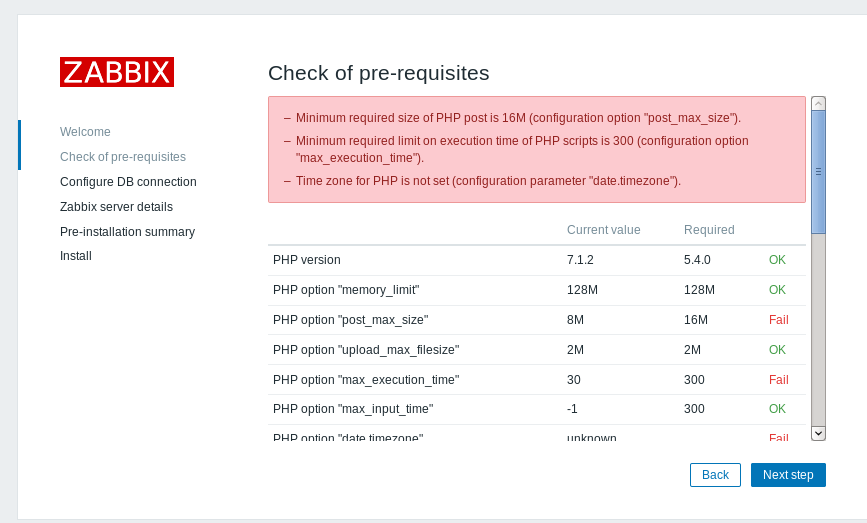 ZABBIX
Welcome
Check of pre-requisites
Configure DB connection
Zabbix server details
Pre-installation summary
Install
Check of pre-requisites
– Minimum required size of PHP post is 16M (configuration option "post_max_size").
– Minimum required limit on execution time of PHP scripts is 300 (configuration option
"max_execution_time").
– Time zone for PHP is not set (configuration parameter "date.timezone").
Current value Required
PHP version 7.1.2 5.4.0 OK
PHP option "memory_limit" 128M 128M OK
PHP option "post_max_size" 8M 16M Fail
PHP option "upload_max_filesize" 2M 2M OK
PHP option "max_execution_time" 30 300 Fail
PHP option "max_input_time" -1 300 OK
PHP option "date.timezone" unknown Fail
Back Next step